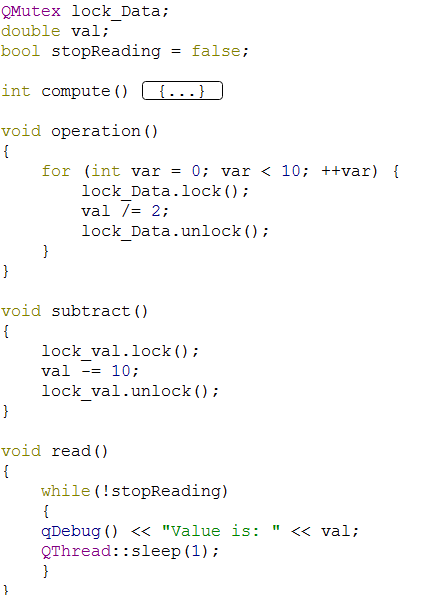 QMutex lock_Data;
double val;
bool stopReading = false;
int compute() {...}
void operation()
{
for (int var = 0; var < 10; ++var) {
lock_Data.lock();
val /= 2;
lock_Data.unlock();
}
}
void subtract()
{
lock_val.lock();
val -= 10;
lock_val.unlock();
}
void read()
{
while(!stopReading)
{
qDebug() << "Value is: " << val;
QThread::sleep(1);
}
}